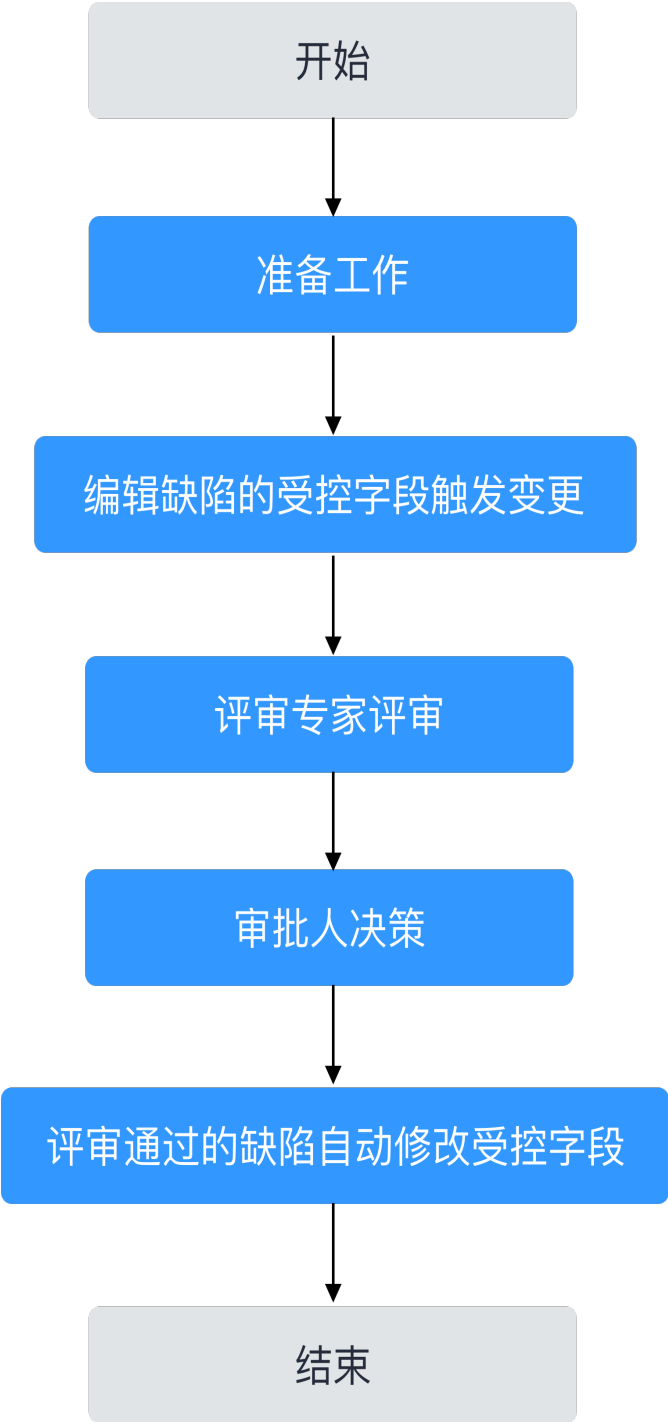 开始
准备工作
编辑缺陷的受控字段触发变更
评审专家评审
审批人决策
评审通过的缺陷自动修改受控字段
结束